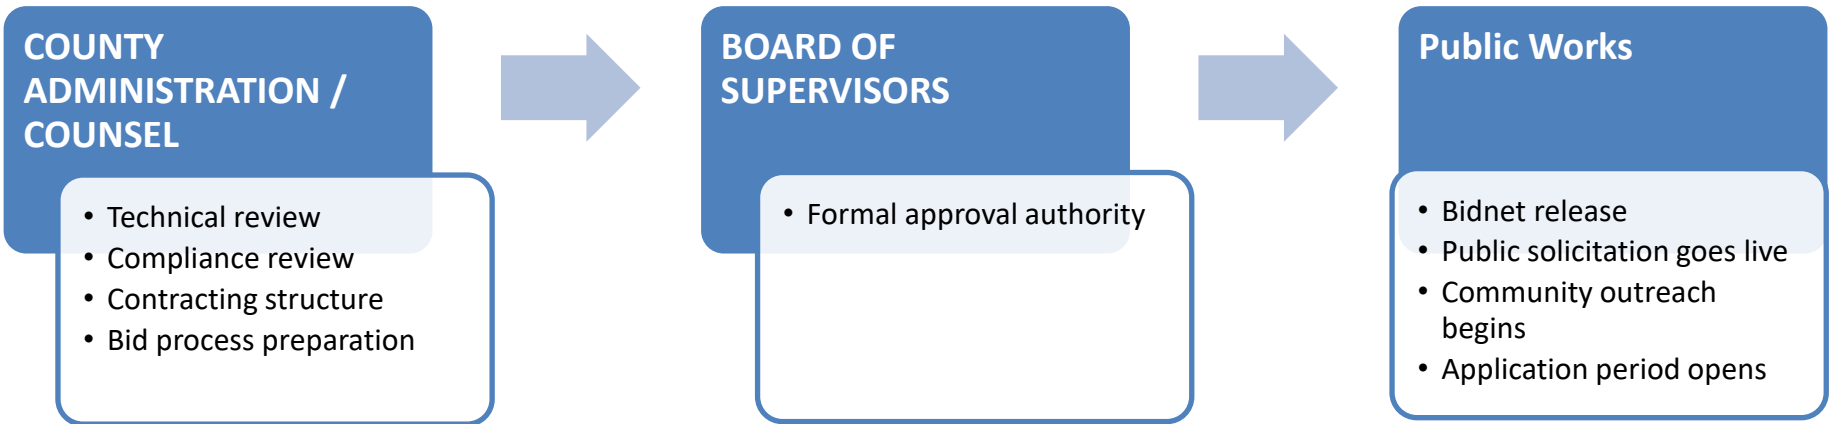 COUNTY
ADMINISTRATION /
COUNSEL
• Technical review
• Compliance review
• Contracting structure
• Bid process preparation
BOARD OF
SUPERVISORS
• Formal approval authority
Public Works
• Bidnet release
• Public solicitation goes live
• Community outreach
begins
• Application period opens